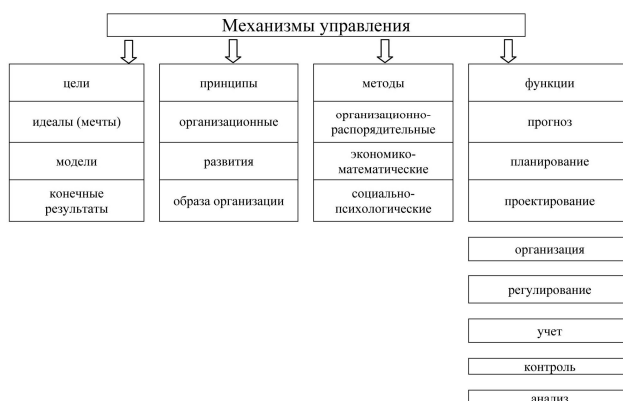 Механизмы управления
цели
идеалы (мечты)
модели
конечные
результаты
принципы
организационные
развития
образа организации
методы
организационно-
распорядительные
экономико-
математические
социально-
психологические
функции
прогноз
планирование
проектирование
организация
регулирование
учет
контроль
анализ